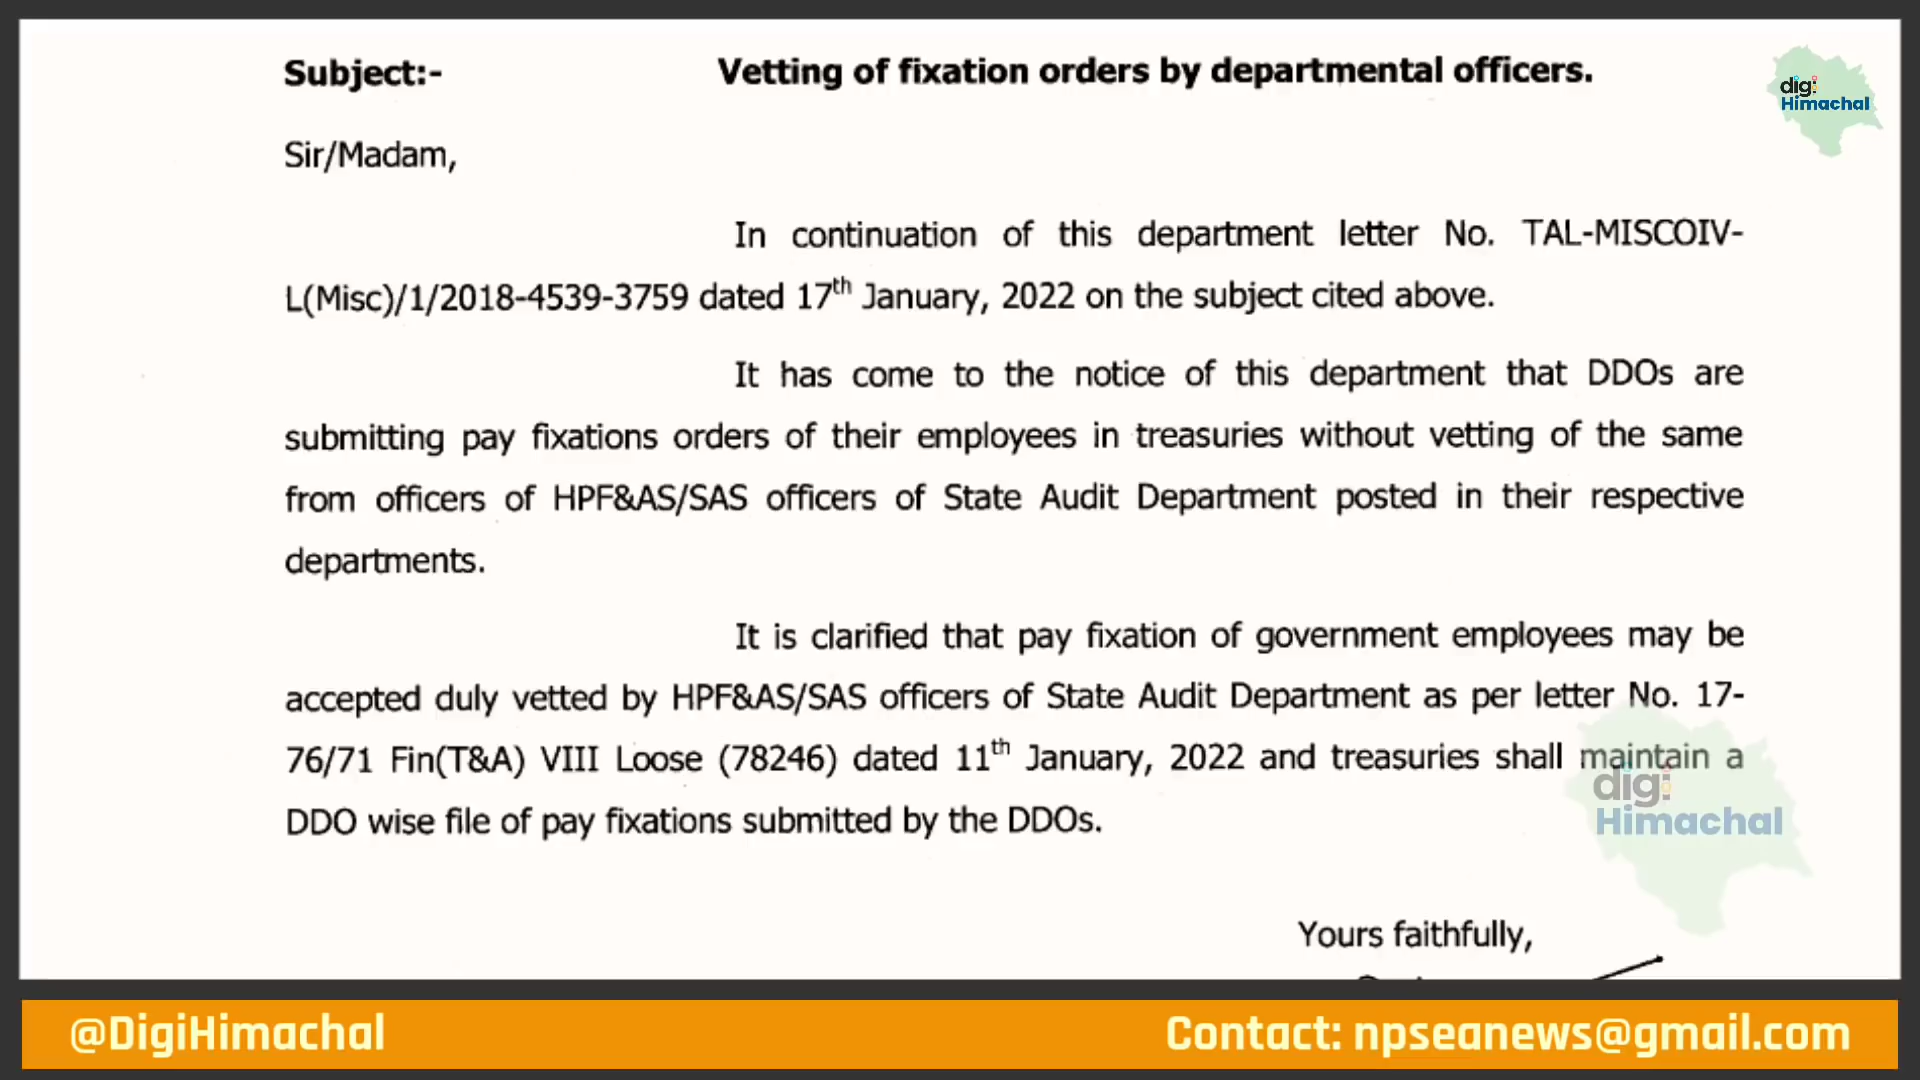 Subject:- Vetting of fixation orders by departmental officers.
digi
Himachal
Sir/Madam,
In continuation of this department letter No. TAL-MISCOIV-
L(Misc)/1/2018-4539-3759 dated 17th January, 2022 on the subject cited above.
It has come to the notice of this department that DDOs are
submitting pay fixations orders of their employees in treasuries without vetting of the same
from officers of HPF&AS/SAS officers of State Audit Department posted in their respective
departments.
It is clarified that pay fixation of government employees may be
accepted duly vetted by HPF&AS/SAS officers of State Audit Department as per letter No. 17-
76/71 Fin(T&A) VIII Loose (78246) dated 11th January, 2022 and treasuries shall maintain a
DDO wise file of pay fixations submitted by the DDOs.
digi
Himachal
Yours faithfully,
@DigiHimachal
Contact: npseanews@gmail.com